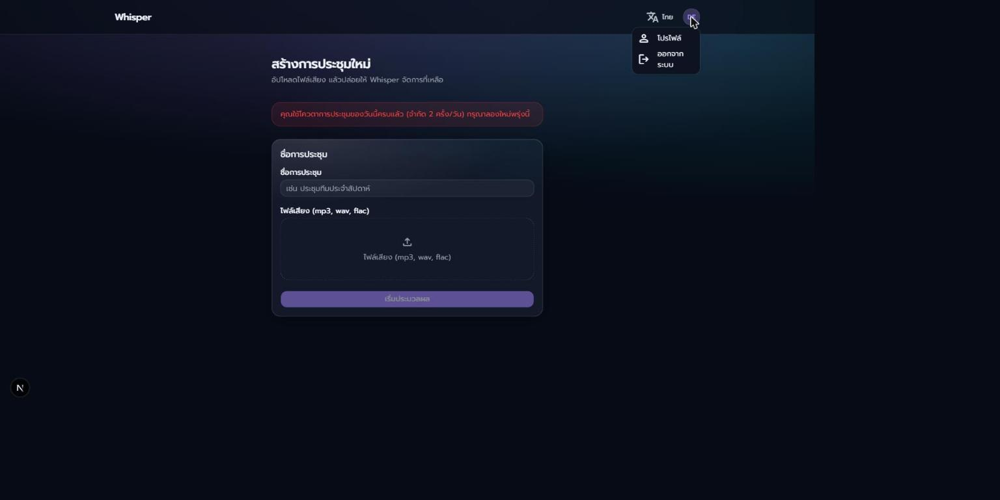 Whisper
ไทย
โปรไฟล์
ออกจาก
ระบบ
สร้างการประชุมใหม่
อัปโหลดไฟล์เสียง แล้วปล่อยให้ Whisper จัดการที่เหลือ
คุณใช้โควตาการประชุมของวันนี้ครบแล้ว (จำกัด 2 ครั้ง/วัน) กรุณาลองใหม่พรุ่งนี้
ชื่อการประชุม
ชื่อการประชุม
เช่น ประชุมทีมประจำสัปดาห์
ไฟล์เสียง (mp3, wav, flac)
ไฟล์เสียง (mp3, wav, flac)
เริ่มประมวลผล
N